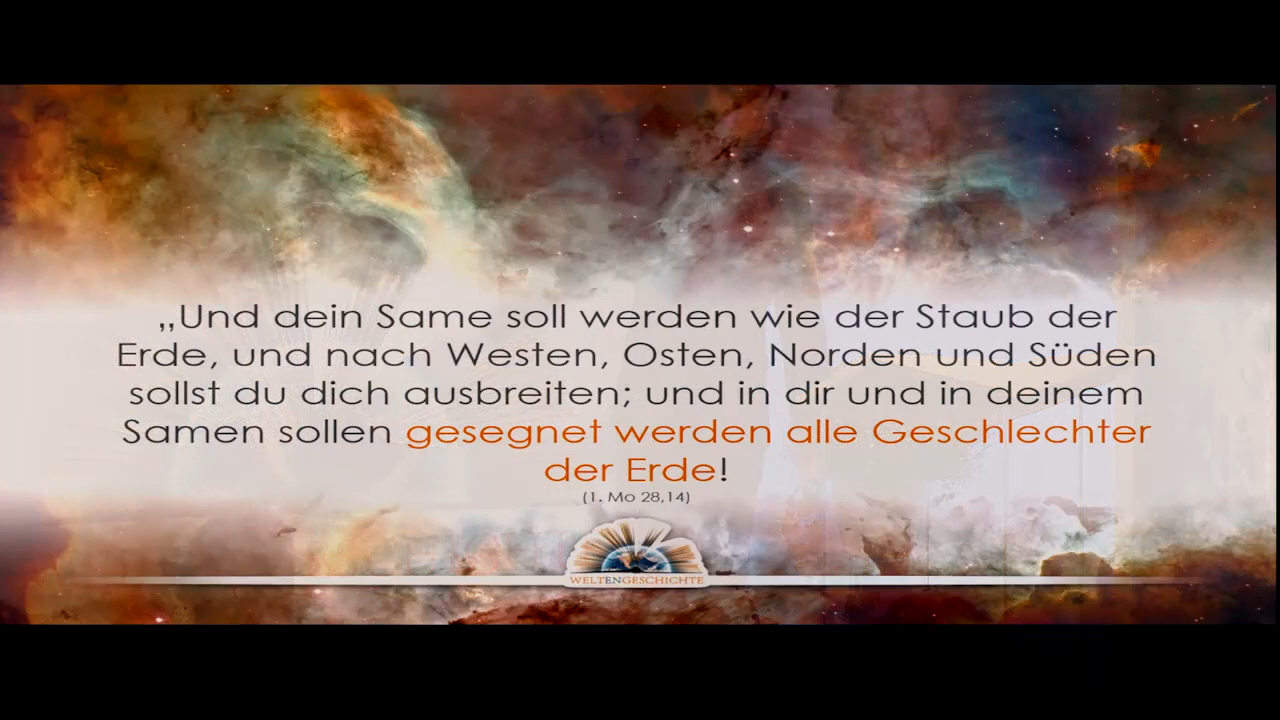 „Und dein Same soll werden wie der Staub der
Erde, und nach Westen, Osten, Norden und Süden
sollst du dich ausbreiten; und in dir und in deinem
Samen sollen gesegnet werden alle Geschlechter
der Erde!
(1. Mo 28,14)
WELTENGESCHICHTE